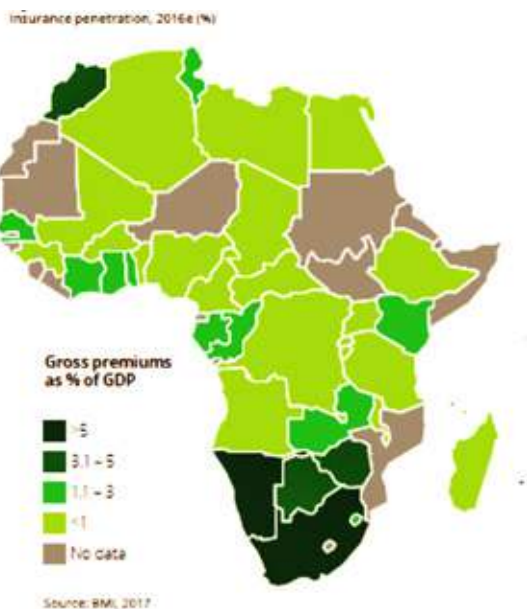 Insurance penetration, 2016e (%)
Gross premiums
as % of GDP
>5
3,1 – 5
1,1 – 3
<1
No data
Source: BMI, 2017